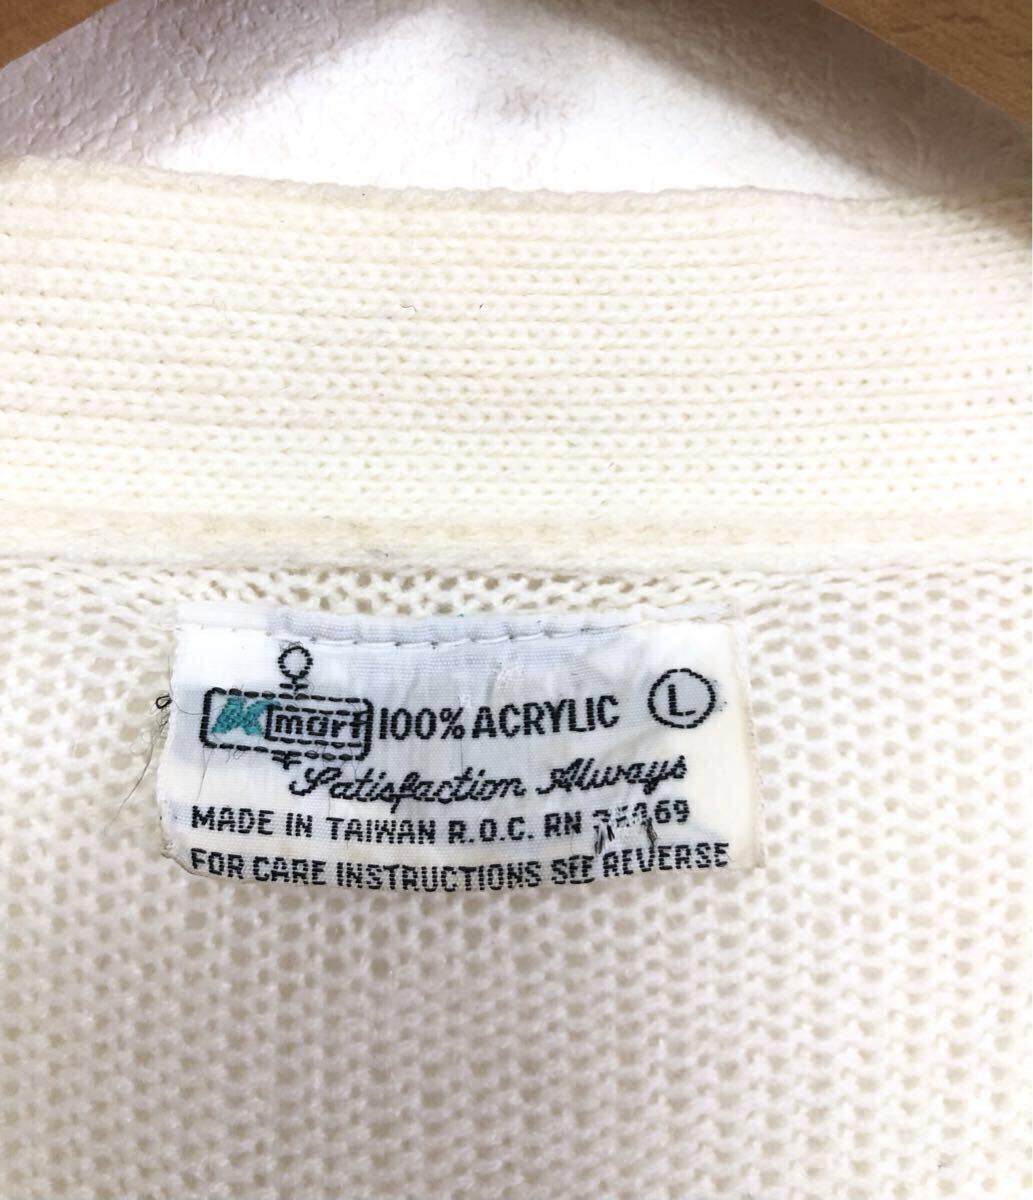 Kmart 100% ACRYLIC L
Satisfaction Always
MADE IN TAIWAN R.O.C. RN
FOR CARE INSTRUCTIONS SEE REVERSE